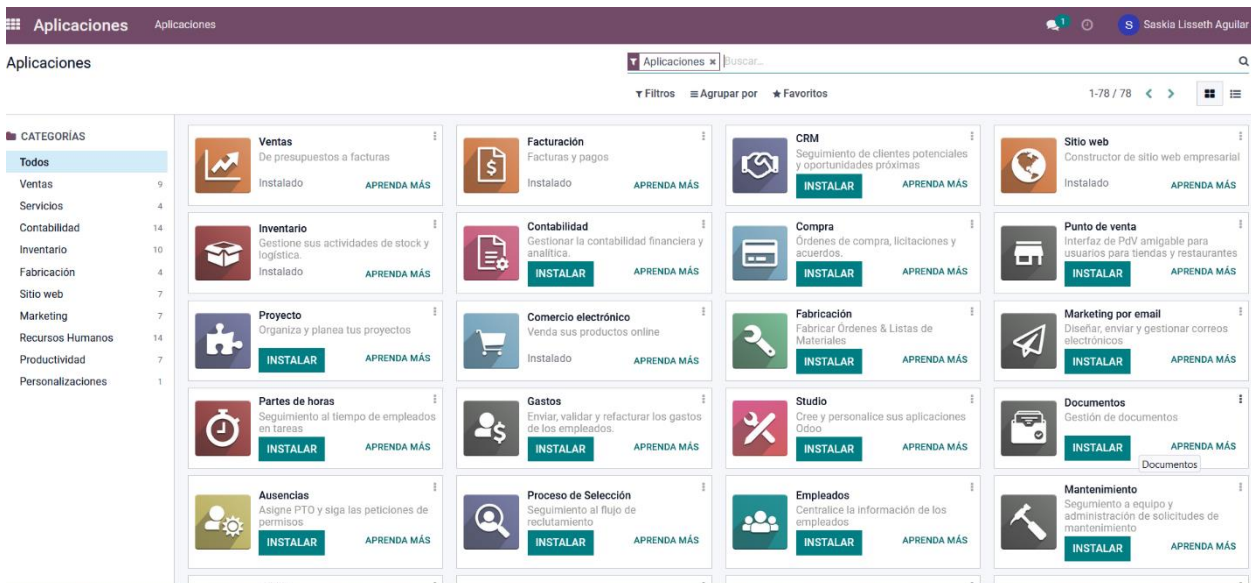 Aplicaciones
Aplicaciones
1
S
Saskia Lisseth Aguilar
Aplicaciones
Aplicaciones ×
Buscar...
Filtros
Agrupar por
Favoritos
1-78 / 78
CATEGORÍAS
Todos
Ventas 9
Servicios 4
Contabilidad 14
Inventario 10
Fabricación 4
Sitio web 7
Marketing 7
Recursos Humanos 14
Productividad 7
Personalizaciones 1
Ventas
De presupuestos a facturas
Instalado
APRENDA MÁS
Facturación
Facturas y pagos
Instalado
APRENDA MÁS
CRM
Seguimiento de clientes potenciales
y oportunidades próximas
INSTALAR
APRENDA MÁS
Sitio web
Constructor de sitio web empresarial
Instalado
APRENDA MÁS
Inventario
Gestione sus actividades de stock y
logística.
Instalado
APRENDA MÁS
Contabilidad
Gestionar la contabilidad financiera y
analítica.
INSTALAR
APRENDA MÁS
Compra
Órdenes de compra, licitaciones y
acuerdos.
INSTALAR
APRENDA MÁS
Punto de venta
Interfaz de PdV amigable para
usuarios para tiendas y restaurantes
INSTALAR
APRENDA MÁS
Proyecto
Organiza y planea tus proyectos
INSTALAR
APRENDA MÁS
Comercio electrónico
Venda sus productos online
Instalado
APRENDA MÁS
Fabricación
Fabricar Órdenes & Listas de
Materiales
INSTALAR
APRENDA MÁS
Marketing por email
Diseñar, enviar y gestionar correos
electrónicos
INSTALAR
APRENDA MÁS
Partes de horas
Seguimiento al tiempo de empleados
en tareas
INSTALAR
APRENDA MÁS
Gastos
Enviar, validar y refacturar los gastos
de los empleados.
INSTALAR
APRENDA MÁS
Studio
Cree y personalice sus aplicaciones
Odoo
INSTALAR
APRENDA MÁS
Documentos
Gestión de documentos
INSTALAR
APRENDA MÁS
Documentos
Ausencias
Asigne PTO y siga las peticiones de
permisos
INSTALAR
APRENDA MÁS
Proceso de Selección
Seguimiento al flujo de
reclutamiento
INSTALAR
APRENDA MÁS
Empleados
Centralice la información de los
empleados
INSTALAR
APRENDA MÁS
Mantenimiento
Segumiento a equipo y
administración de solicitudes de
mantenimiento
INSTALAR
APRENDA MÁS